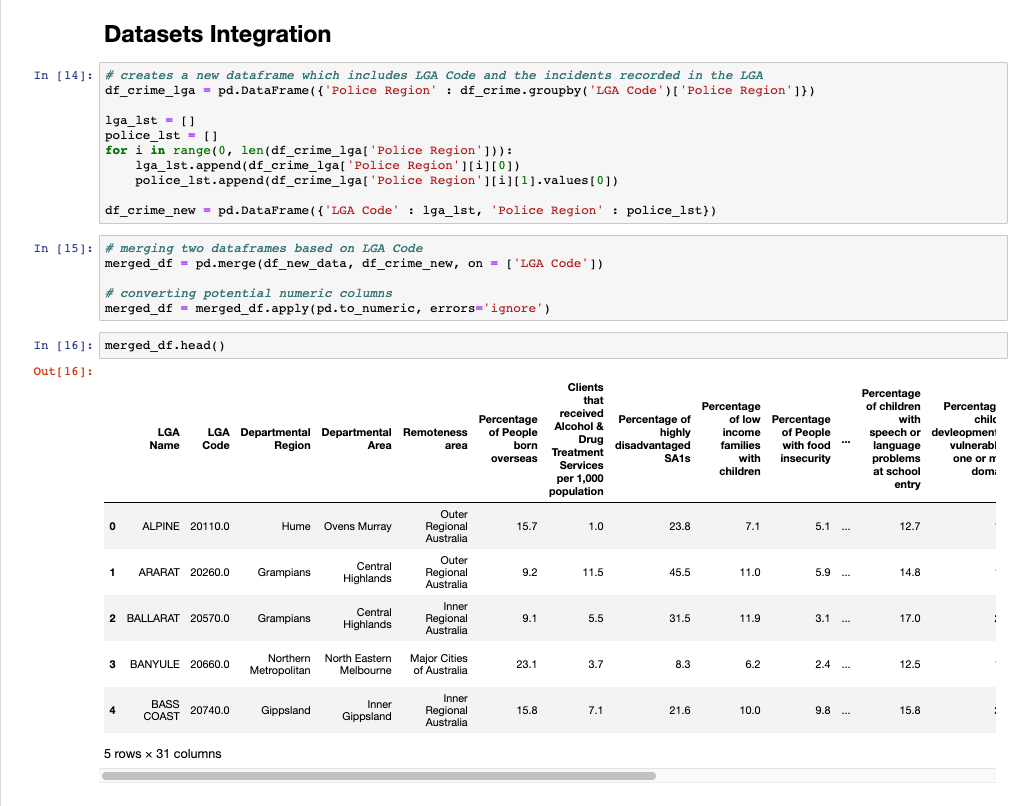 Datasets Integration
In [14]:
# creates a new dataframe which includes LGA Code and the incidents recorded in the LGA
df_crime_lga = pd.DataFrame({'Police Region' : df_crime.groupby('LGA Code')['Police Region']})
lga_lst = []
police_lst = []
for i in range(0, len(df_crime_lga['Police Region'])):
    lga_lst.append(df_crime_lga['Police Region'][i][0])
    police_lst.append(df_crime_lga['Police Region'][i][1].values[0])
df_crime_new = pd.DataFrame({'LGA Code' : lga_lst, 'Police Region' : police_lst})
In [15]:
# merging two dataframes based on LGA Code
merged_df = pd.merge(df_new_data, df_crime_new, on = ['LGA Code'])
# converting potential numeric columns
merged_df = merged_df.apply(pd.to_numeric, errors='ignore')
In [16]:
merged_df.head()
Out[16]:
LGA
Name
LGA
Code
Departmental
Region
Departmental
Area
Remoteness
area
Percentage
of People
born
overseas
Clients
that
received
Alcohol &
Drug
Treatment
Services
per 1,000
population
Percentage of
highly
disadvantaged
SA1s
Percentage
of low
income
families
with
children
Percentage
of People
with food
insecurity
...
Percentage
of children
with
speech or
language
problems
at school
entry
Percentag
chil
devleopment
vulnerabl
one or m
doma
0 ALPINE 20110.0 Hume Ovens Murray Outer
Regional
Australia 15.7 1.0 23.8 7.1 5.1 ... 12.7
1 ARARAT 20260.0 Grampians Central
Highlands Outer
Regional
Australia 9.2 11.5 45.5 11.0 5.9 ... 14.8
2 BALLARAT 20570.0 Grampians Central
Highlands Inner
Regional
Australia 9.1 5.5 31.5 11.9 3.1 ... 17.0
3 BANYULE 20660.0 Northern
Metropolitan North Eastern
Melbourne Major Cities
of Australia 23.1 3.7 8.3 6.2 2.4 ... 12.5
4 BASS
COAST 20740.0 Gippsland Inner
Gippsland Inner
Regional
Australia 15.8 7.1 21.6 10.0 9.8 ... 15.8
5 rows × 31 columns